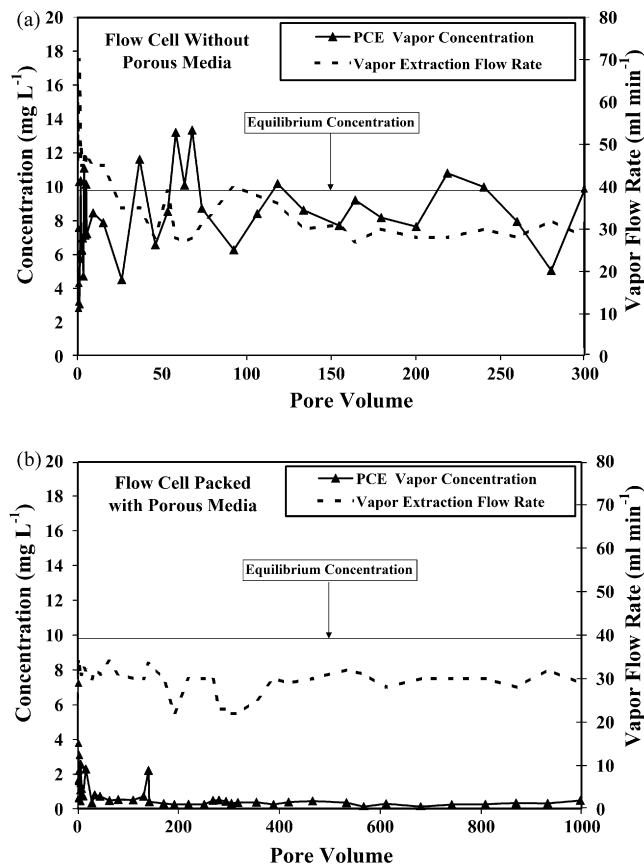 (a)
Flow Cell Without
Porous Media
PCE Vapor Concentration
Vapor Extraction Flow Rate
Equilibrium Concentration
Concentration (mg L⁻¹)
20
18
16
14
12
10
8
6
4
2
0
Vapor Flow Rate (ml min⁻¹)
80
70
60
50
40
30
20
10
0
0 50 100 150 200 250 300
Pore Volume
(b)
Flow Cell Packed
with Porous Media
PCE Vapor Concentration
Vapor Extraction Flow Rate
Equilibrium Concentration
Concentration (mg L⁻¹)
20
18
16
14
12
10
8
6
4
2
0
Vapor Flow Rate (ml min⁻¹)
80
70
60
50
40
30
20
10
0
0 200 400 600 800 1000
Pore Volume